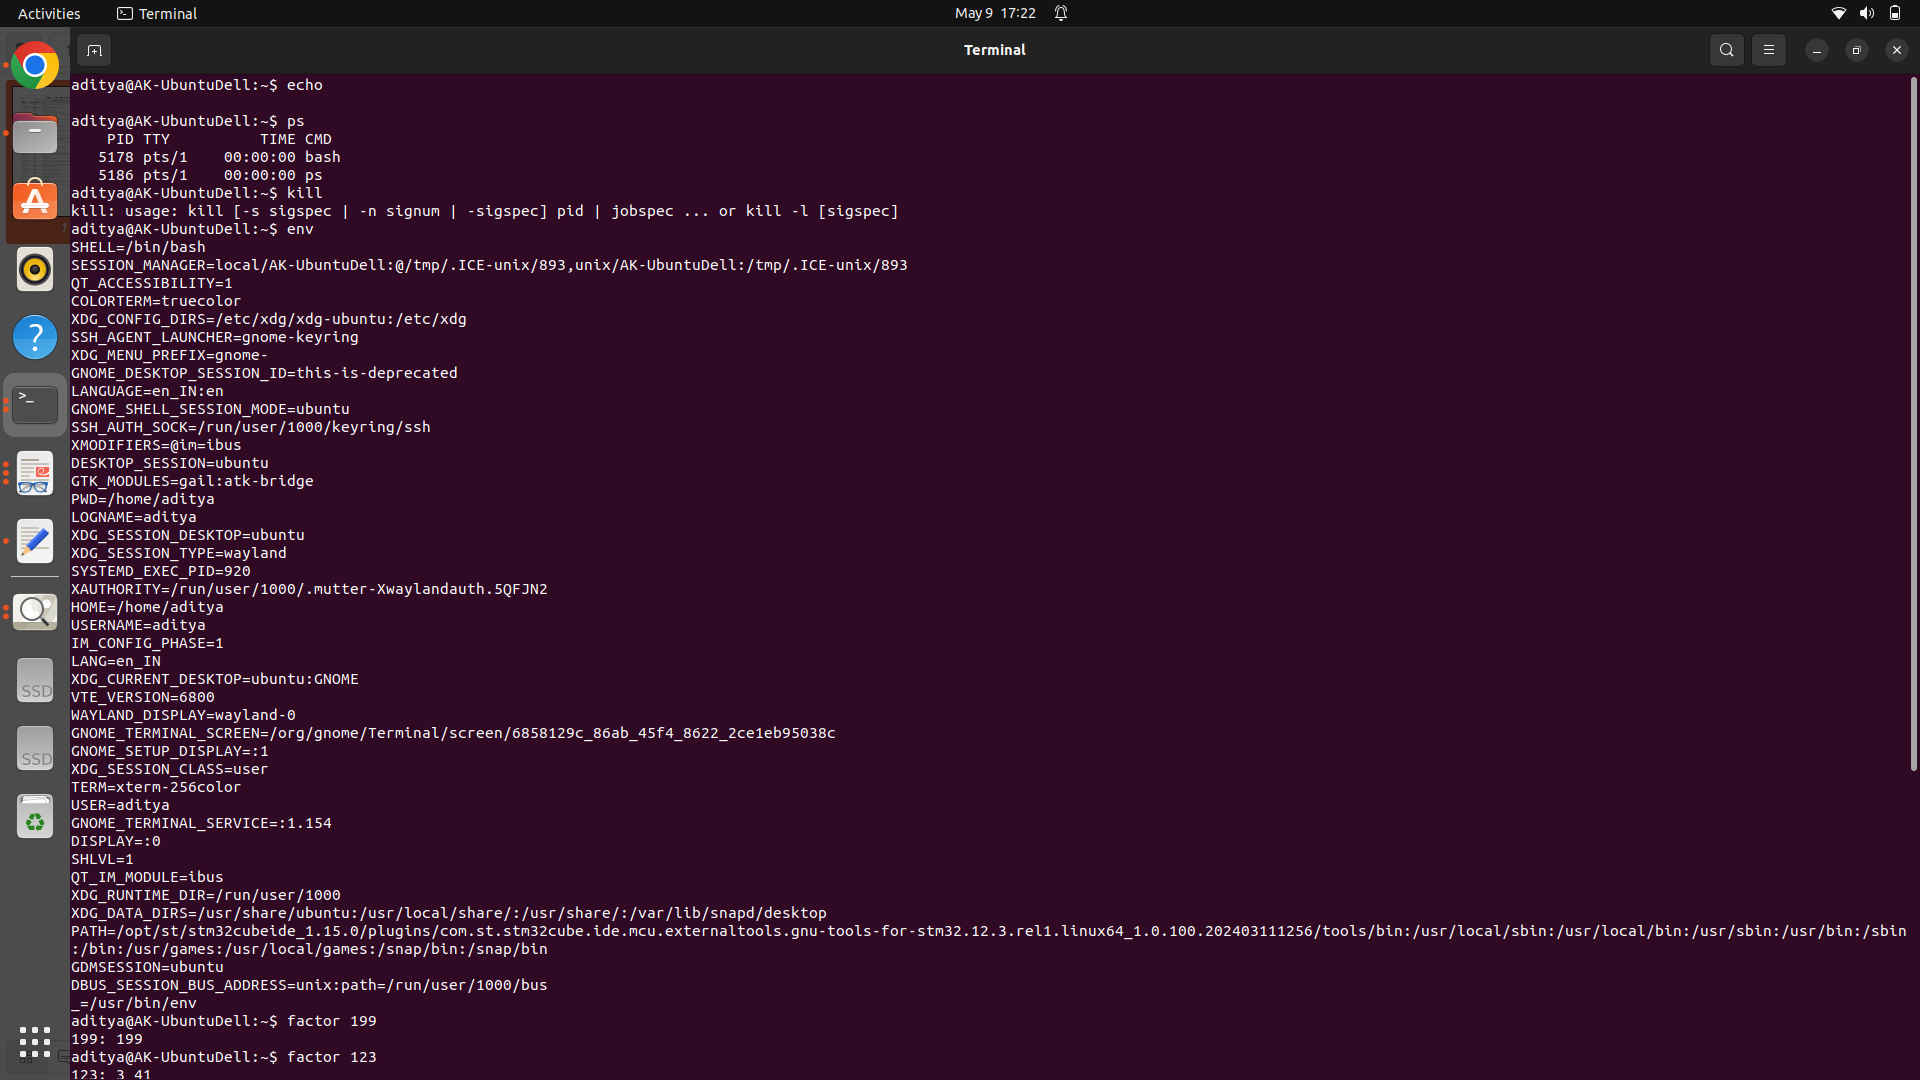 Activities
Terminal
May 9 17:22
Terminal
aditya@AK-UbuntuDell:~$ echo
aditya@AK-UbuntuDell:~$ ps
PID TTY TIME CMD
5178 pts/1 00:00:00 bash
5186 pts/1 00:00:00 ps
aditya@AK-UbuntuDell:~$ kill
kill: usage: kill [-s sigspec | -n signum | -sigspec] pid | jobspec ... or kill -l [sigspec]
aditya@AK-UbuntuDell:~$ env
SHELL=/bin/bash
SESSION_MANAGER=local/AK-UbuntuDell:@/tmp/.ICE-unix/893,unix/AK-UbuntuDell:/tmp/.ICE-unix/893
QT_ACCESSIBILITY=1
COLORTERM=truecolor
XDG_CONFIG_DIRS=/etc/xdg/xdg-ubuntu:/etc/xdg
SSH_AGENT_LAUNCHER=gnome-keyring
XDG_MENU_PREFIX=gnome-
GNOME_DESKTOP_SESSION_ID=this-is-deprecated
LANGUAGE=en_IN:en
GNOME_SHELL_SESSION_MODE=ubuntu
SSH_AUTH_SOCK=/run/user/1000/keyring/ssh
XMODIFIERS=@im=ibus
DESKTOP_SESSION=ubuntu
GTK_MODULES=gail:atk-bridge
PWD=/home/aditya
LOGNAME=aditya
XDG_SESSION_DESKTOP=ubuntu
XDG_SESSION_TYPE=wayland
SYSTEMD_EXEC_PID=920
XAUTHORITY=/run/user/1000/.mutter-Xwaylandauth.5QFJN2
HOME=/home/aditya
USERNAME=aditya
IM_CONFIG_PHASE=1
LANG=en_IN
XDG_CURRENT_DESKTOP=ubuntu:GNOME
VTE_VERSION=6800
WAYLAND_DISPLAY=wayland-0
GNOME_TERMINAL_SCREEN=/org/gnome/Terminal/screen/6858129c_86ab_45f4_8622_2ce1eb95038c
GNOME_SETUP_DISPLAY=:1
XDG_SESSION_CLASS=user
TERM=xterm-256color
USER=aditya
GNOME_TERMINAL_SERVICE=:1.154
DISPLAY=:0
SHLVL=1
QT_IM_MODULE=ibus
XDG_RUNTIME_DIR=/run/user/1000
XDG_DATA_DIRS=/usr/share/ubuntu:/usr/local/share/:/usr/share/:/var/lib/snapd/desktop
PATH=/opt/st/stm32cubeide_1.15.0/plugins/com.st.stm32cube.ide.mcu.externaltools.gnu-tools-for-stm32.12.3.rel1.linux64_1.0.100.202403111256/tools/bin:/usr/local/sbin:/usr/local/bin:/usr/sbin:/usr/bin:/sbin
:/bin:/usr/games:/usr/local/games:/snap/bin:/snap/bin
GDMSESSION=ubuntu
DBUS_SESSION_BUS_ADDRESS=unix:path=/run/user/1000/bus
_=/usr/bin/env
aditya@AK-UbuntuDell:~$ factor 199
199: 199
aditya@AK-UbuntuDell:~$ factor 123
123: 3 41
SSD
SSD